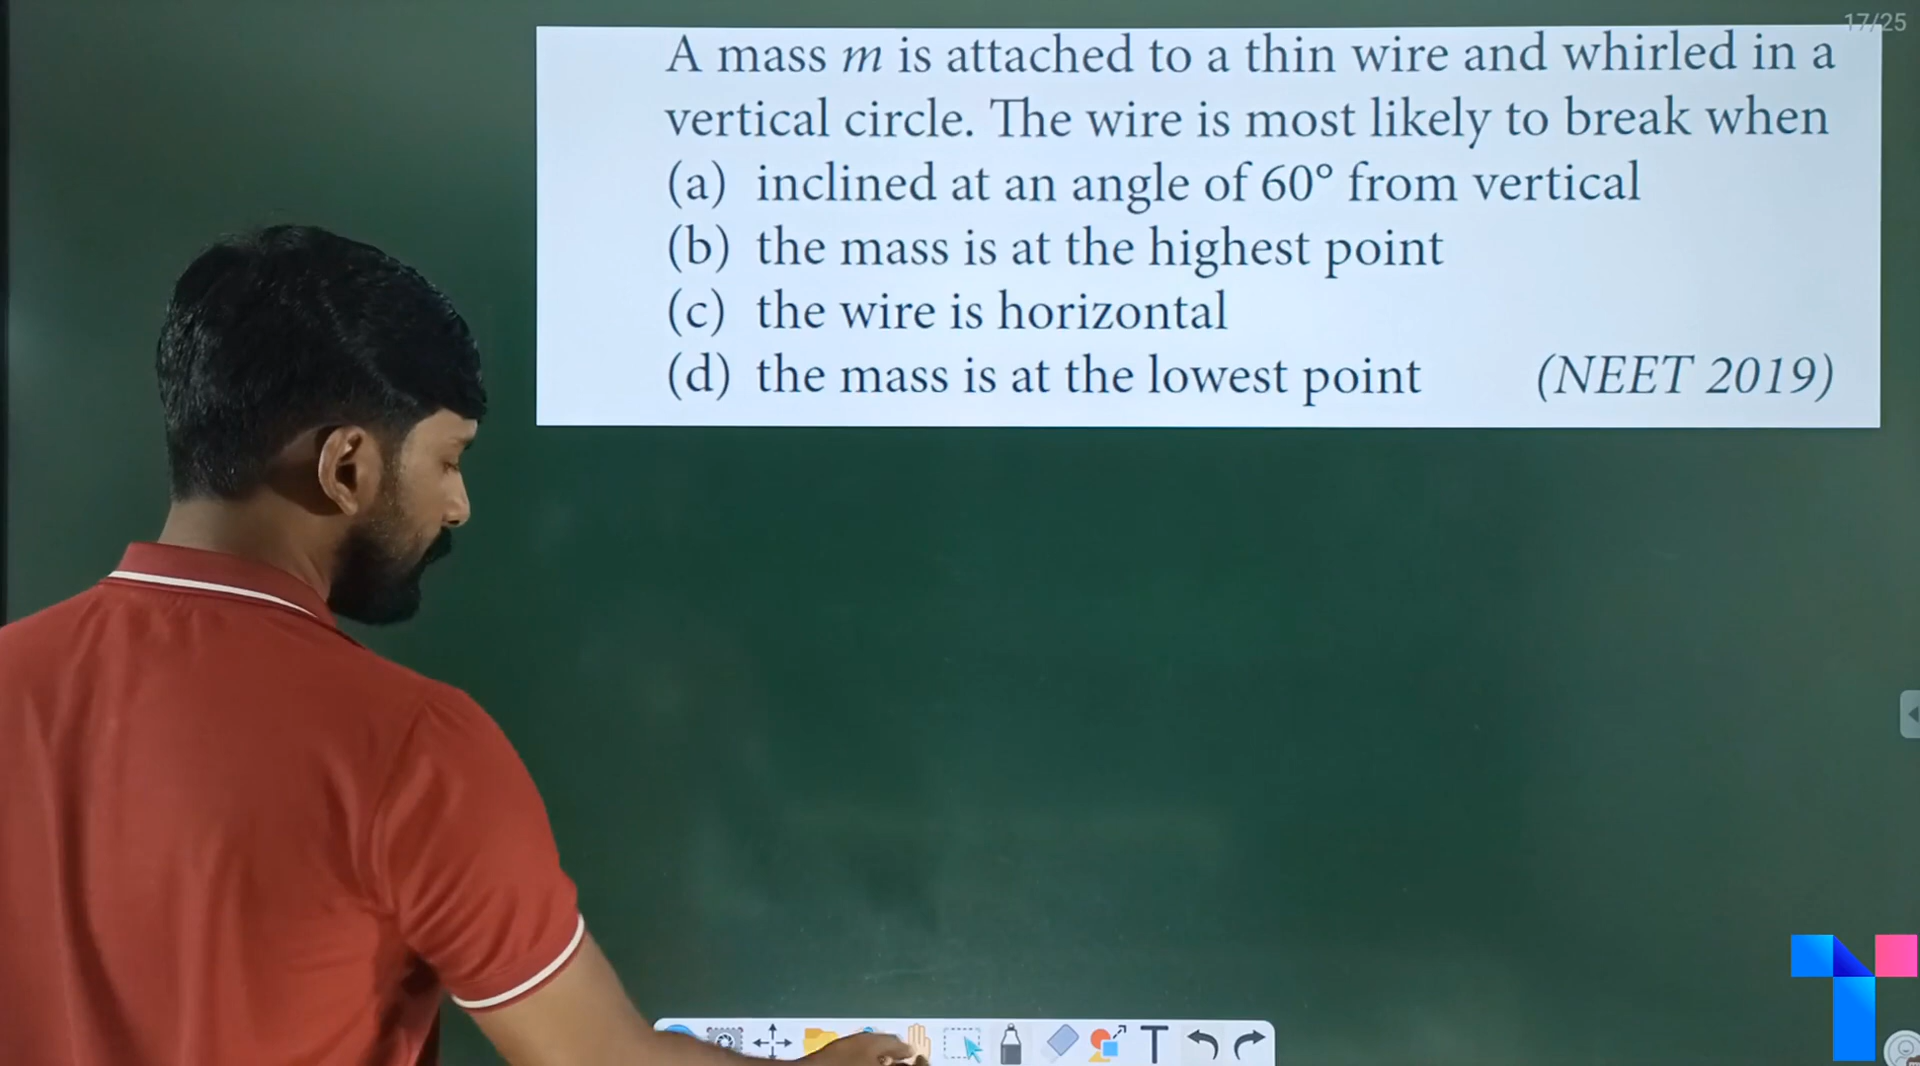 17/25
A mass m is attached to a thin wire and whirled in a
vertical circle. The wire is most likely to break when
(a) inclined at an angle of 60° from vertical
(b) the mass is at the highest point
(c) the wire is horizontal
(d) the mass is at the lowest point (NEET 2019)
T